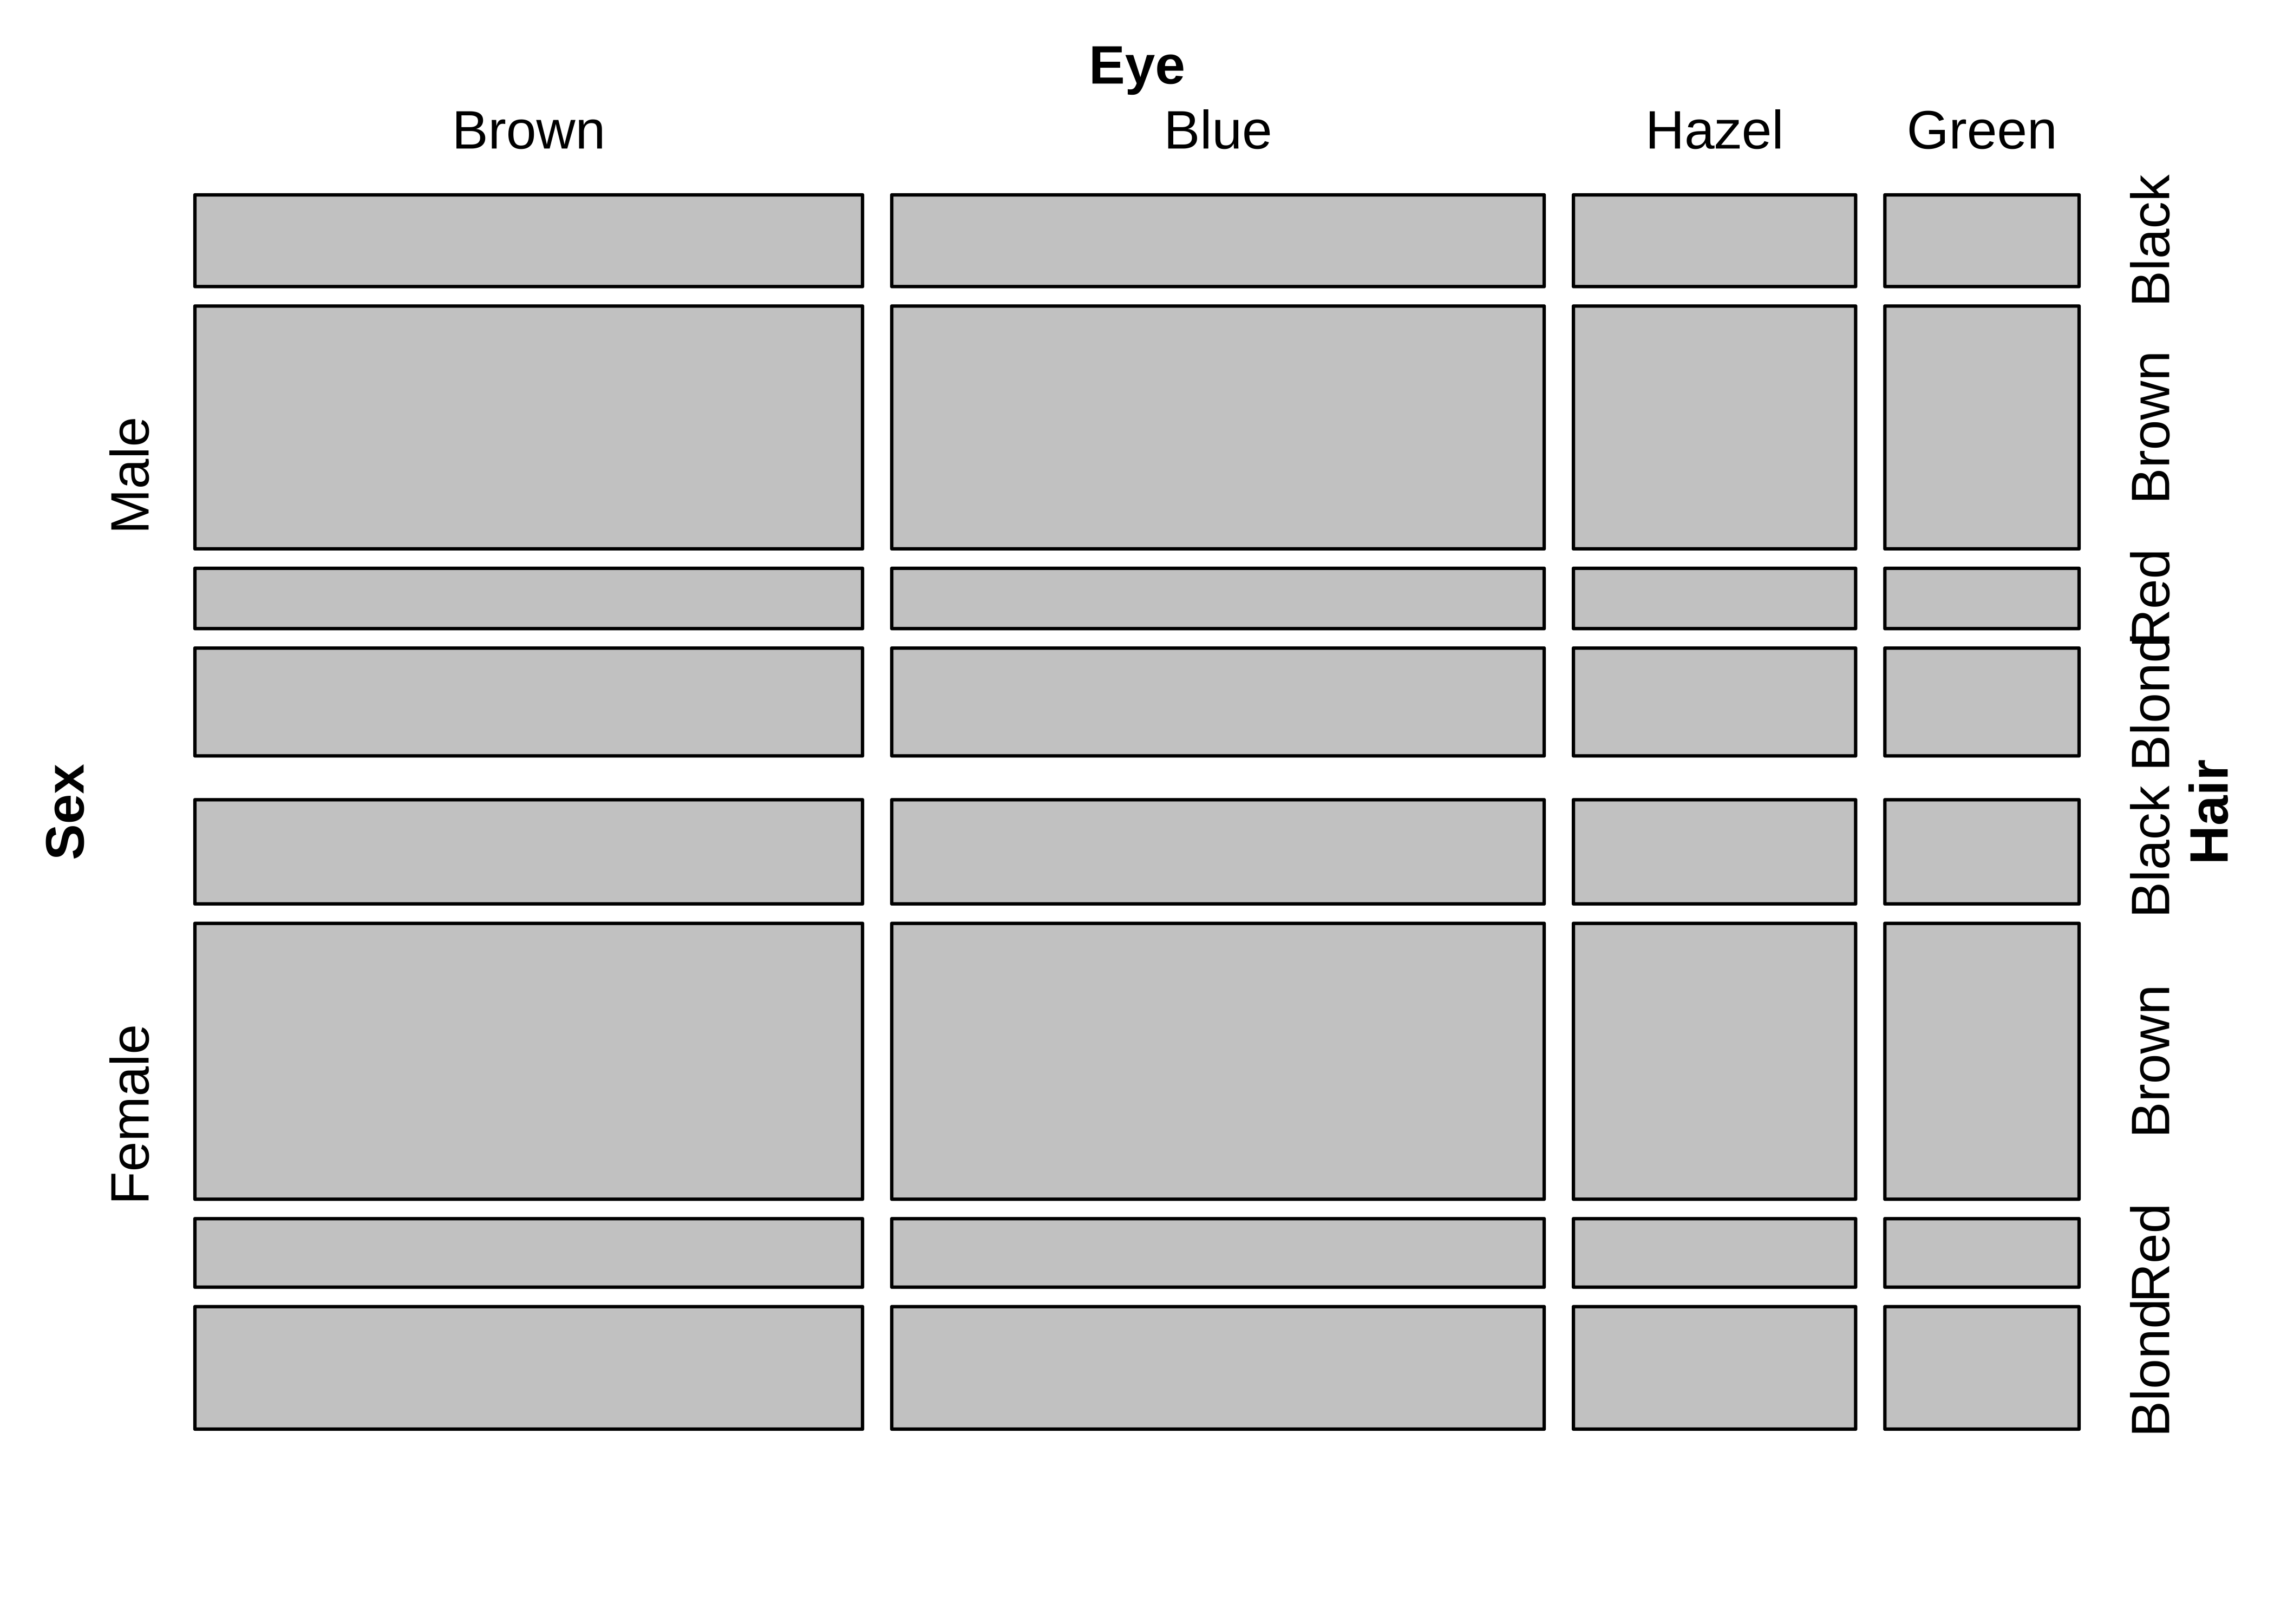 Eye
Brown Blue Hazel Green
Sex
Male
Female
Black
Brown
Red
Blond
Black
Brown
Red
Blond
Hair